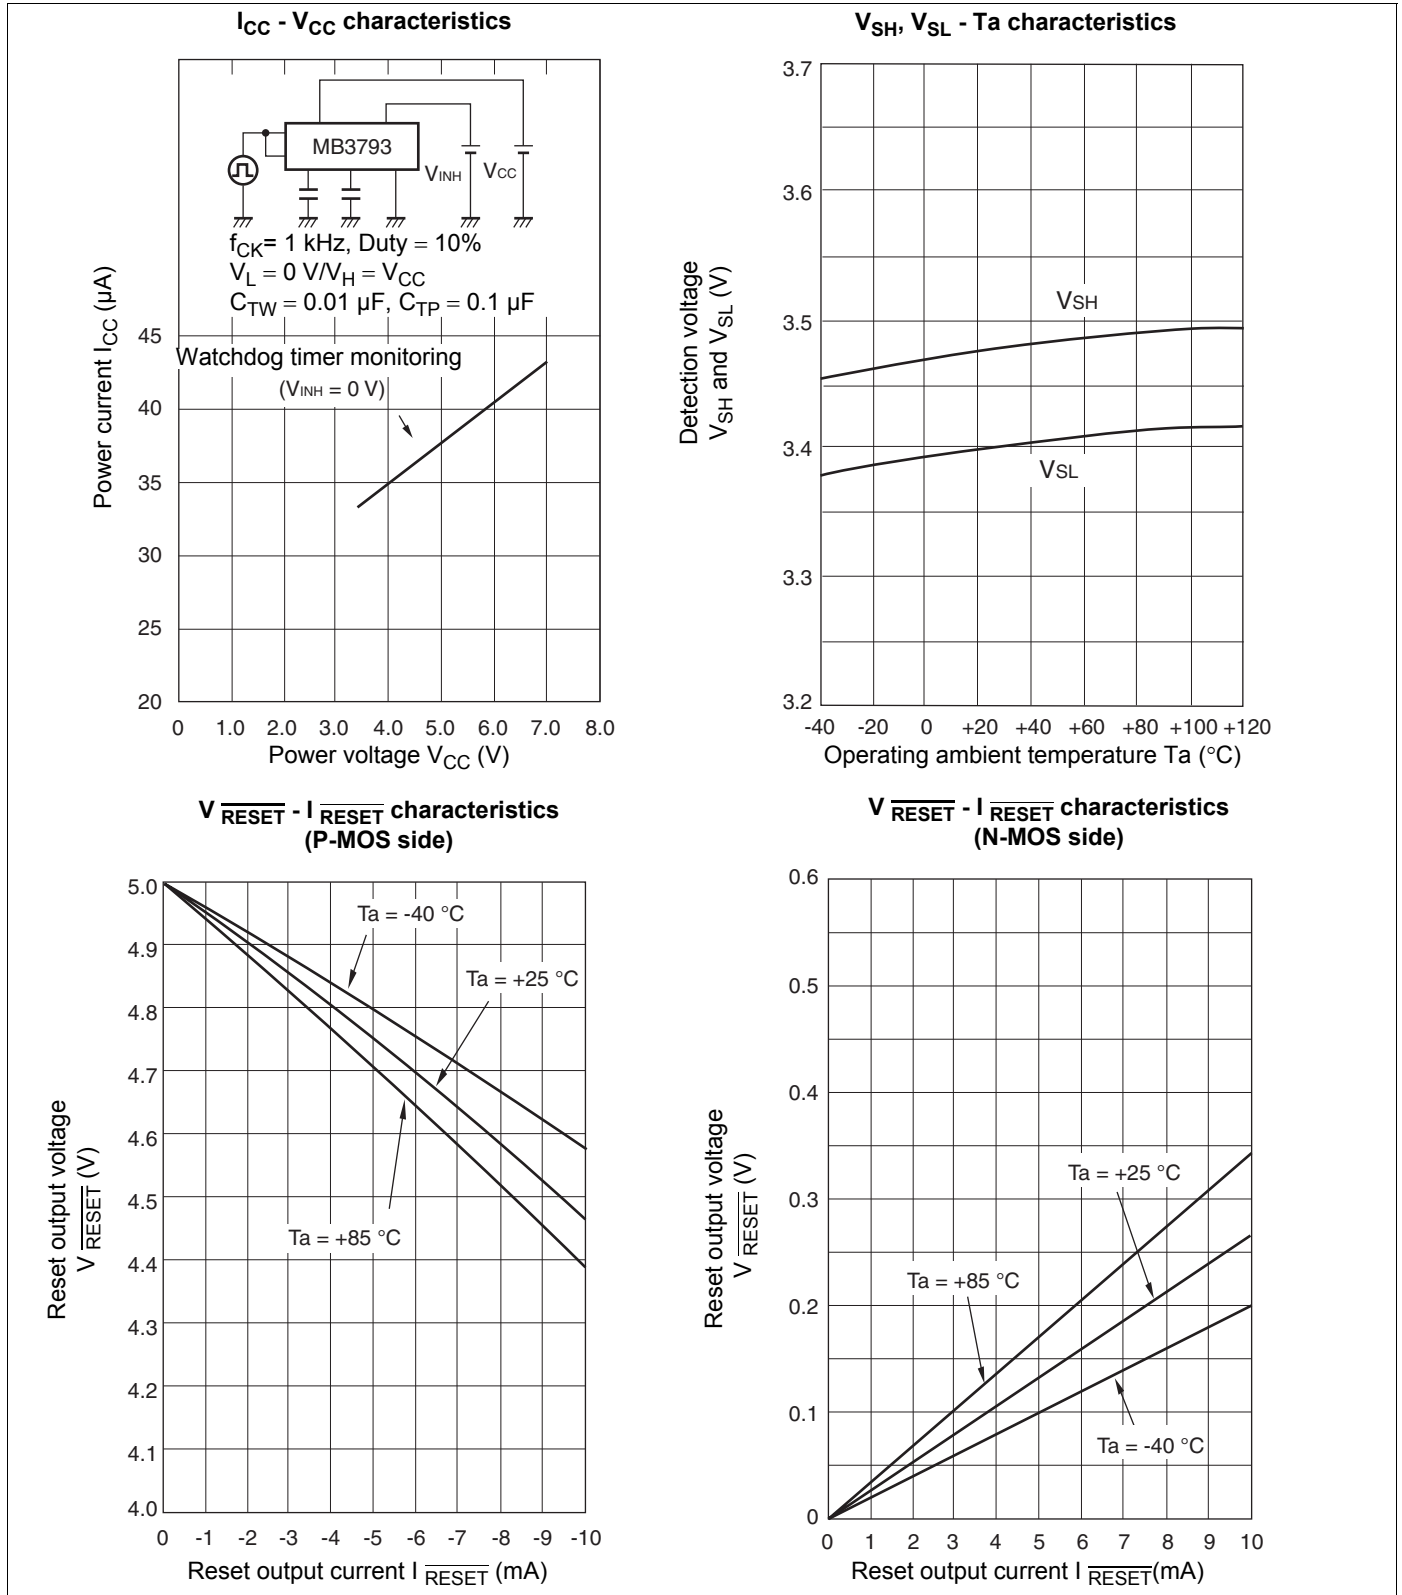 ICC - VCC characteristics
MB3793
VINH
VCC
fCK= 1 kHz, Duty = 10%
VL = 0 V/VH = VCC
CTW = 0.01 µF, CTP = 0.1 µF
Watchdog timer monitoring
(VINH = 0 V)
Power current ICC (µA)
45
40
35
30
25
20
0 1.0 2.0 3.0 4.0 5.0 6.0 7.0 8.0
Power voltage VCC (V)
VSH, VSL - Ta characteristics
Detection voltage
VSH and VSL (V)
3.7
3.6
3.5
3.4
3.3
3.2
VSH
VSL
-40 -20 0 +20 +40 +60 +80 +100 +120
Operating ambient temperature Ta (°C)
V RESET - I RESET characteristics
(P-MOS side)
Reset output voltage
V RESET (V)
5.0
4.9
4.8
4.7
4.6
4.5
4.4
4.3
4.2
4.1
4.0
Ta = -40 °C
Ta = +25 °C
Ta = +85 °C
0 -1 -2 -3 -4 -5 -6 -7 -8 -9 -10
Reset output current I RESET (mA)
V RESET - I RESET characteristics
(N-MOS side)
Reset output voltage
V RESET (V)
0.6
0.5
0.4
0.3
0.2
0.1
0
Ta = +25 °C
Ta = +85 °C
Ta = -40 °C
0 1 2 3 4 5 6 7 8 9 10
Reset output current I RESET(mA)